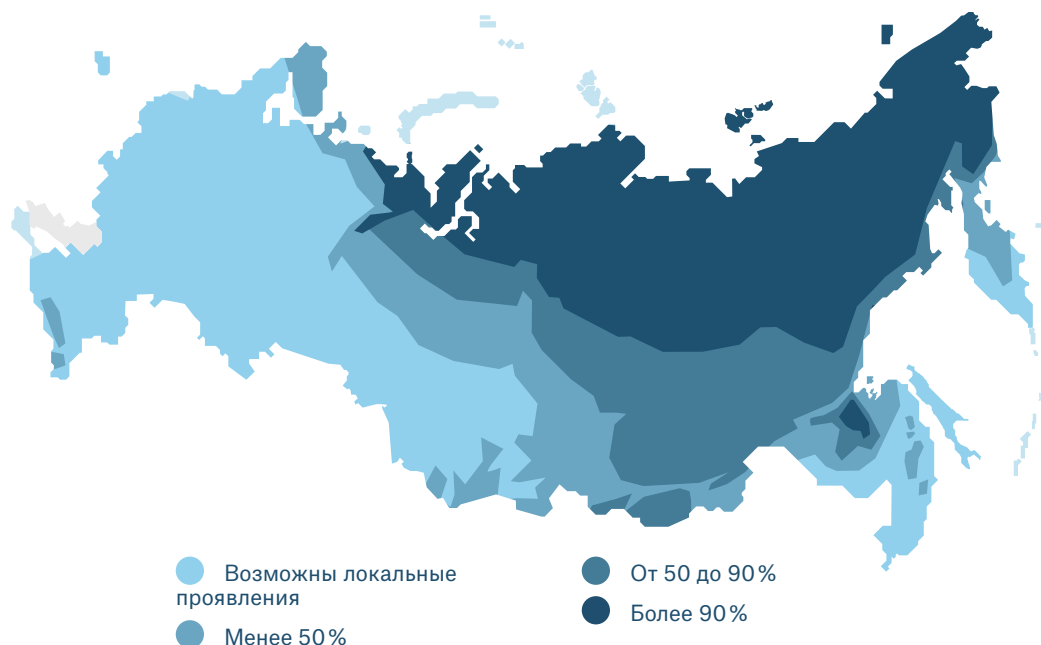 Возможны локальные
проявления
Менее 50 %
От 50 до 90 %
Более 90 %